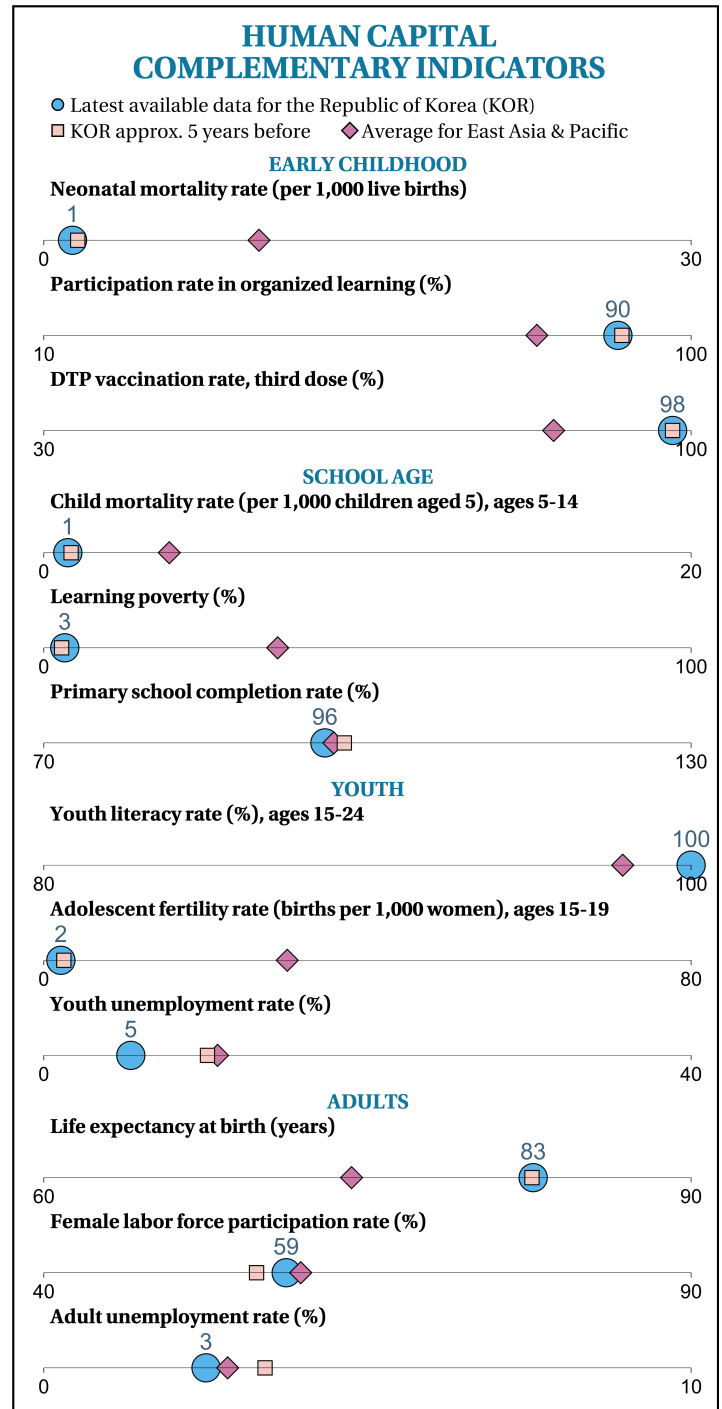 HUMAN CAPITAL
COMPLEMENTARY INDICATORS
Latest available data for the Republic of Korea (KOR)
KOR approx. 5 years before Average for East Asia & Pacific
EARLY CHILDHOOD
Neonatal mortality rate (per 1,000 live births)
1
0 30
Participation rate in organized learning (%)
90
10 100
DTP vaccination rate, third dose (%)
98
30 100
SCHOOL AGE
Child mortality rate (per 1,000 children aged 5), ages 5-14
1
0 20
Learning poverty (%)
3
0 100
Primary school completion rate (%)
96
70 130
YOUTH
Youth literacy rate (%), ages 15-24
100
80 100
Adolescent fertility rate (births per 1,000 women), ages 15-19
2
0 80
Youth unemployment rate (%)
5
0 40
ADULTS
Life expectancy at birth (years)
83
60 90
Female labor force participation rate (%)
59
40 90
Adult unemployment rate (%)
3
0 10